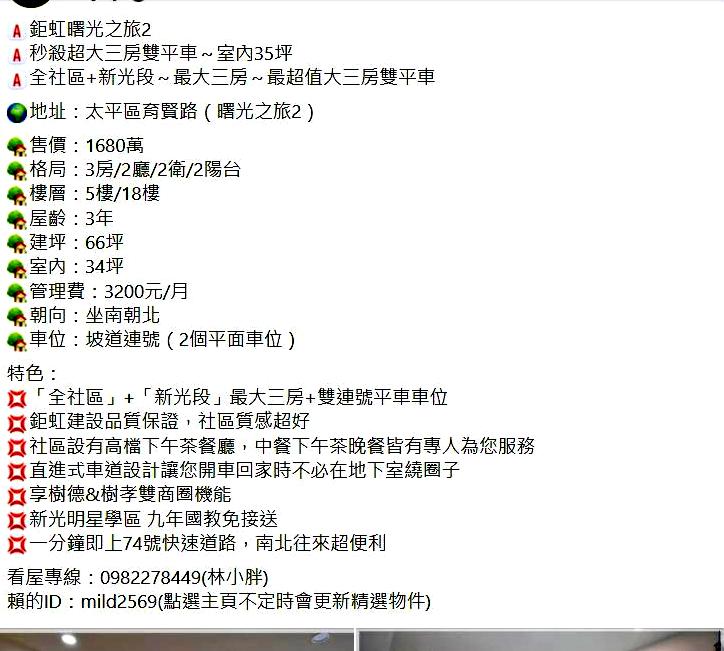 鉅虹曙光之旅2
秒殺超大三房雙平車～室內35坪
全社區+新光段～最大三房～最超值大三房雙平車
地址：太平區育賢路（曙光之旅2）
售價：1680萬
格局：3房/2廳/2衛/2陽台
樓層：5樓/18樓
屋齡：3年
建坪：66坪
室內：34坪
管理費：3200元/月
朝向：坐南朝北
車位：坡道連號（2個平面車位）
特色：
「全社區」+「新光段」最大三房+雙連號平車車位
鉅虹建設品質保證，社區質感超好
社區設有高檔下午茶餐廳，中餐下午茶晚餐皆有專人為您服務
直進式車道設計讓您開車回家時不必在地下室繞圈子
享樹德&樹孝雙商圈機能
新光明星學區 九年國教免接送
一分鐘即上74號快速道路，南北往來超便利
看屋專線：0982278449(林小胖)
賴的ID：mild2569(點選主頁不定時會更新精選物件)